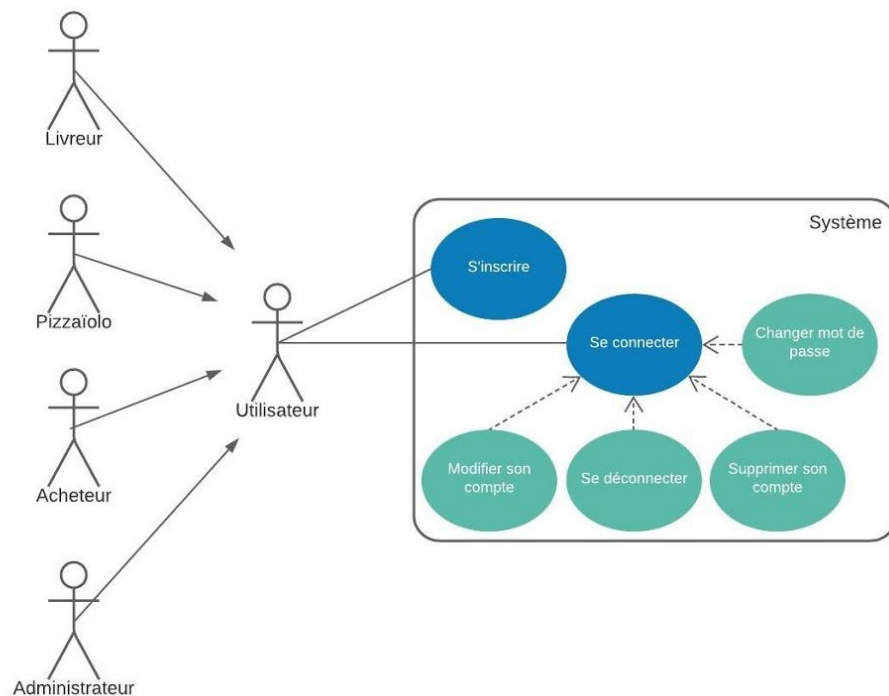 Livreur
Système
S'inscrire
Pizzaïolo
Se connecter
Changer mot de
passe
Utilisateur
Modifier son
compte
Se déconnecter
Supprimer son
compte
Acheteur
Administrateur